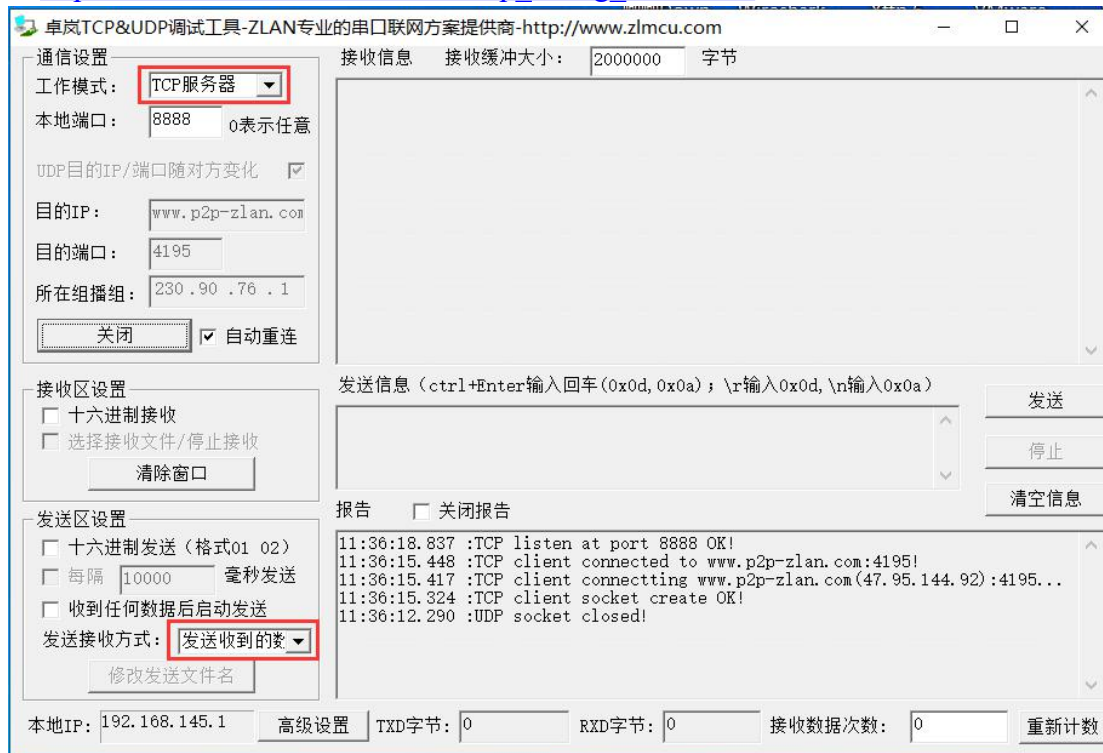 卓岚TCP&UDP调试工具-ZLAN专业的串口联网方案提供商-http://www.zlmcu.com
通信设置
工作模式： TCP服务器
本地端口： 8888 0表示任意
UDP目的IP/端口随对方变化
目的IP： www.p2p-zlan.com
目的端口： 4195
所在组播组： 230 .90 .76 . 1
关闭 自动重连
接收信息 接收缓冲大小： 2000000 字节
接收区设置
十六进制接收
选择接收文件/停止接收
清除窗口
发送信息（ctrl+Enter输入回车(0x0d,0x0a)；\r输入0x0d,\n输入0x0a）
发送
停止
清空信息
发送区设置
十六进制发送（格式01 02）
每隔 10000 毫秒发送
收到任何数据后启动发送
发送接收方式： 发送收到的数
修改发送文件名
报告 关闭报告
11:36:18.837 :TCP listen at port 8888 OK!
11:36:15.448 :TCP client connected to www.p2p-zlan.com:4195!
11:36:15.417 :TCP client connectting www.p2p-zlan.com(47.95.144.92):4195...
11:36:15.324 :TCP client socket create OK!
11:36:12.290 :UDP socket closed!
本地IP: 192.168.145.1 高级设置 TXD字节: 0 RXD字节: 0 接收数据次数: 0 重新计数